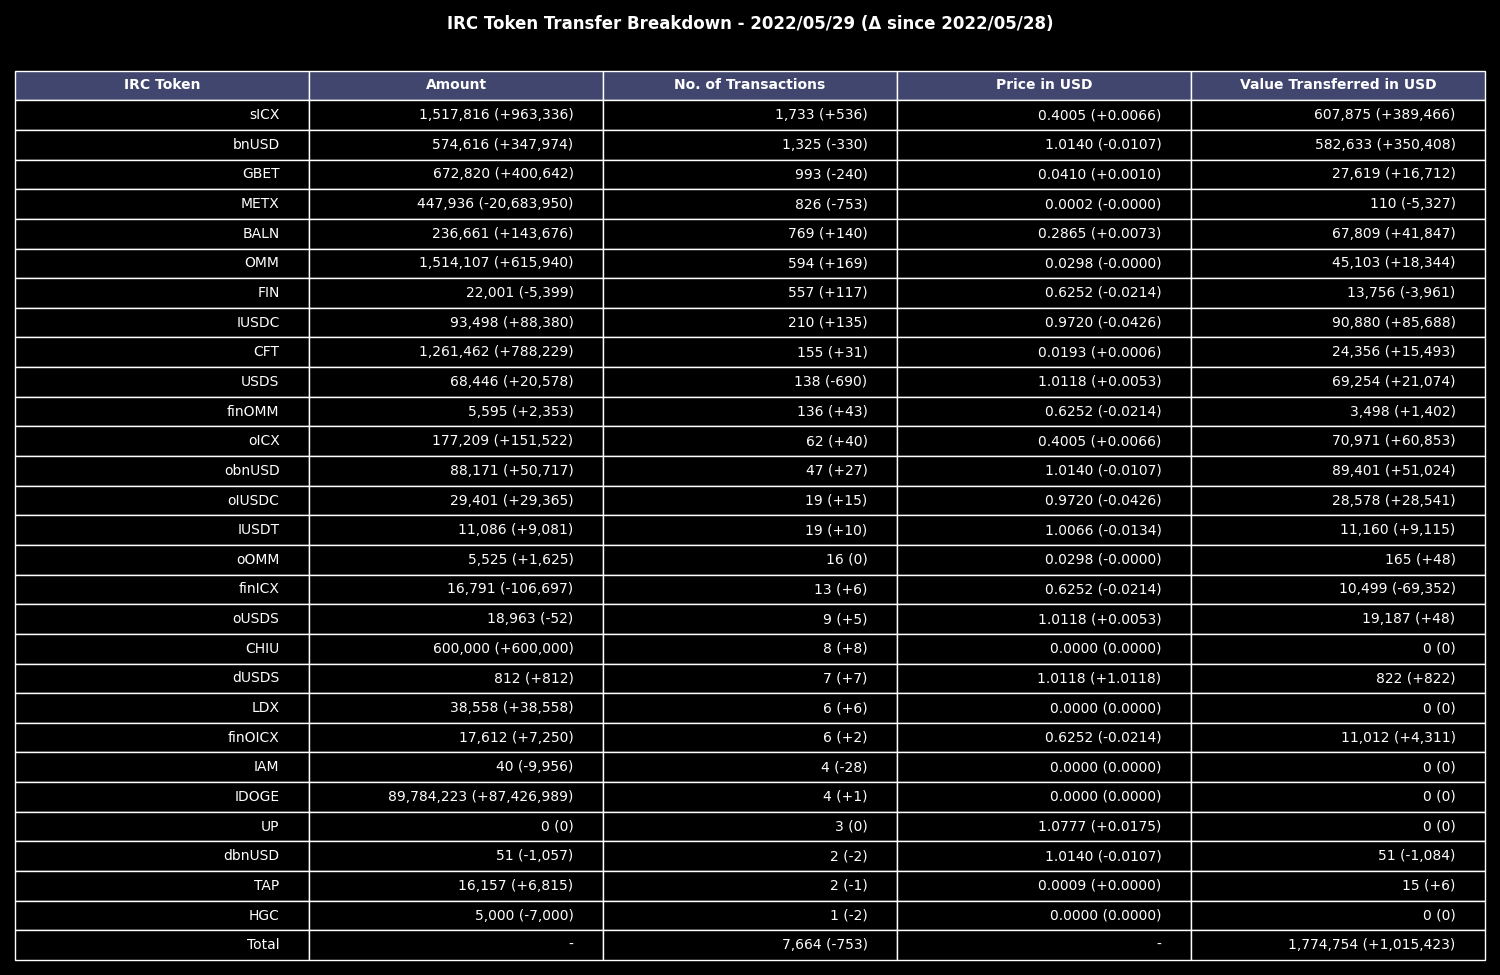 IRC Token Transfer Breakdown - 2022/05/29 (Δ since 2022/05/28)
IRC Token Amount No. of Transactions Price in USD Value Transferred in USD
sICX 1,517,816 (+963,336) 1,733 (+536) 0.4005 (+0.0066) 607,875 (+389,466)
bnUSD 574,616 (+347,974) 1,325 (-330) 1.0140 (-0.0107) 582,633 (+350,408)
GBET 672,820 (+400,642) 993 (-240) 0.0410 (+0.0010) 27,619 (+16,712)
METX 447,936 (-20,683,950) 826 (-753) 0.0002 (-0.0000) 110 (-5,327)
BALN 236,661 (+143,676) 769 (+140) 0.2865 (+0.0073) 67,809 (+41,847)
OMM 1,514,107 (+615,940) 594 (+169) 0.0298 (-0.0000) 45,103 (+18,344)
FIN 22,001 (-5,399) 557 (+117) 0.6252 (-0.0214) 13,756 (-3,961)
IUSDC 93,498 (+88,380) 210 (+135) 0.9720 (-0.0426) 90,880 (+85,688)
CFT 1,261,462 (+788,229) 155 (+31) 0.0193 (+0.0006) 24,356 (+15,493)
USDS 68,446 (+20,578) 138 (-690) 1.0118 (+0.0053) 69,254 (+21,074)
finOMM 5,595 (+2,353) 136 (+43) 0.6252 (-0.0214) 3,498 (+1,402)
oICX 177,209 (+151,522) 62 (+40) 0.4005 (+0.0066) 70,971 (+60,853)
obnUSD 88,171 (+50,717) 47 (+27) 1.0140 (-0.0107) 89,401 (+51,024)
oIUSDC 29,401 (+29,365) 19 (+15) 0.9720 (-0.0426) 28,578 (+28,541)
IUSDT 11,086 (+9,081) 19 (+10) 1.0066 (-0.0134) 11,160 (+9,115)
oOMM 5,525 (+1,625) 16 (0) 0.0298 (-0.0000) 165 (+48)
finICX 16,791 (-106,697) 13 (+6) 0.6252 (-0.0214) 10,499 (-69,352)
oUSDS 18,963 (-52) 9 (+5) 1.0118 (+0.0053) 19,187 (+48)
CHIU 600,000 (+600,000) 8 (+8) 0.0000 (0.0000) 0 (0)
dUSDS 812 (+812) 7 (+7) 1.0118 (+1.0118) 822 (+822)
LDX 38,558 (+38,558) 6 (+6) 0.0000 (0.0000) 0 (0)
finOICX 17,612 (+7,250) 6 (+2) 0.6252 (-0.0214) 11,012 (+4,311)
IAM 40 (-9,956) 4 (-28) 0.0000 (0.0000) 0 (0)
IDOGE 89,784,223 (+87,426,989) 4 (+1) 0.0000 (0.0000) 0 (0)
UP 0 (0) 3 (0) 1.0777 (+0.0175) 0 (0)
dbnUSD 51 (-1,057) 2 (-2) 1.0140 (-0.0107) 51 (-1,084)
TAP 16,157 (+6,815) 2 (-1) 0.0009 (+0.0000) 15 (+6)
HGC 5,000 (-7,000) 1 (-2) 0.0000 (0.0000) 0 (0)
Total - 7,664 (-753) - 1,774,754 (+1,015,423)